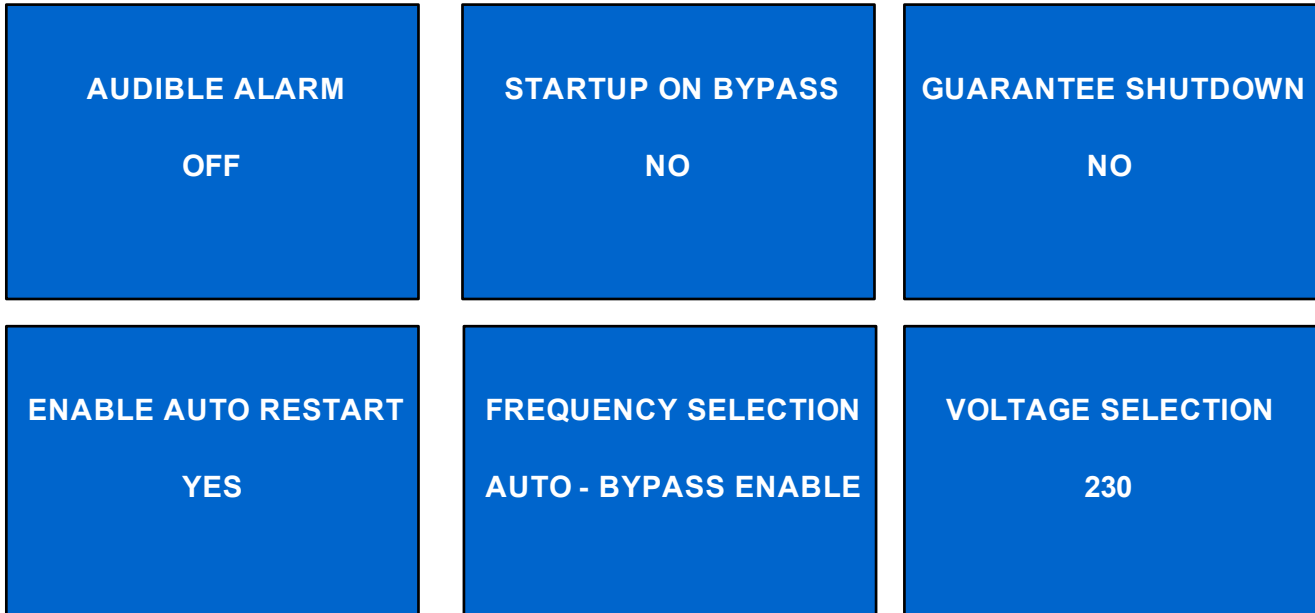 AUDIBLE ALARM
OFF
STARTUP ON BYPASS
NO
GUARANTEE SHUTDOWN
NO
ENABLE AUTO RESTART
YES
FREQUENCY SELECTION
AUTO - BYPASS ENABLE
VOLTAGE SELECTION
230